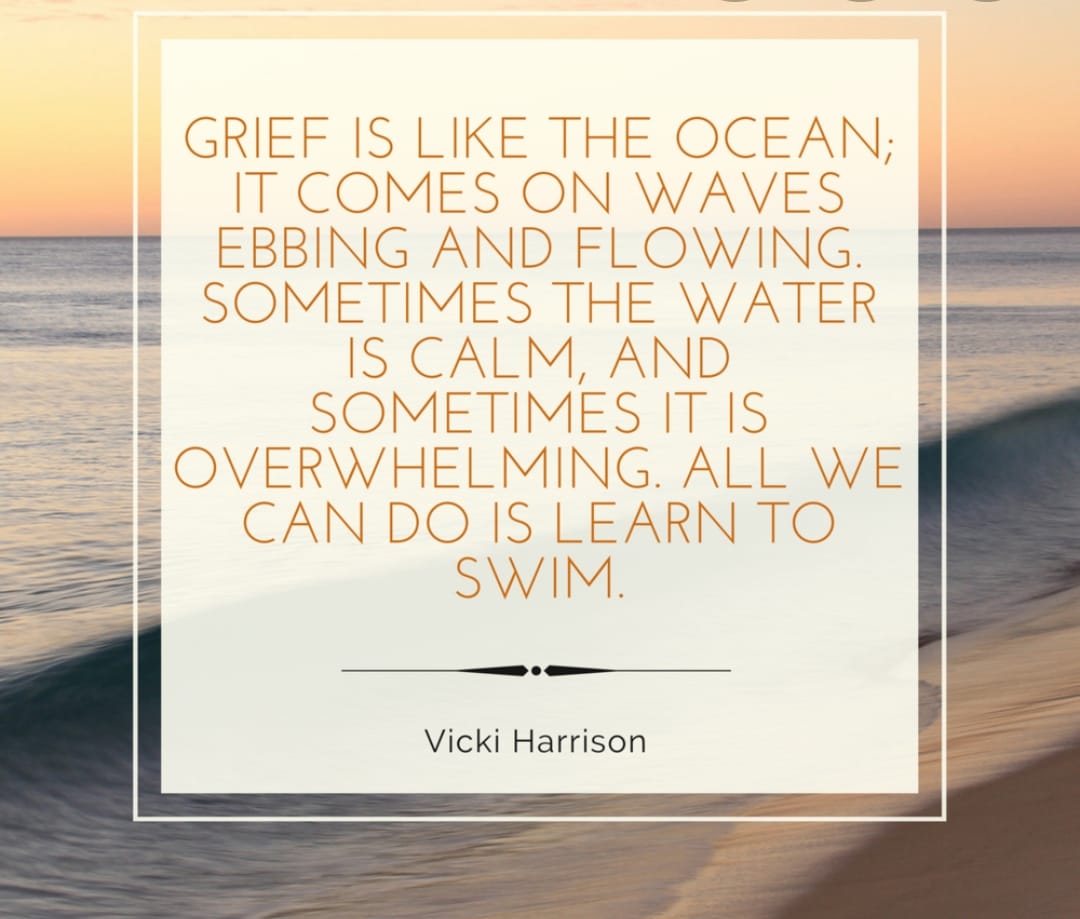 GRIEF IS LIKE THE OCEAN;
IT COMES ON WAVES
EBBING AND FLOWING.
SOMETIMES THE WATER
IS CALM, AND
SOMETIMES IT IS
OVERWHELMING. ALL WE
CAN DO IS LEARN TO
SWIM.
Vicki Harrison